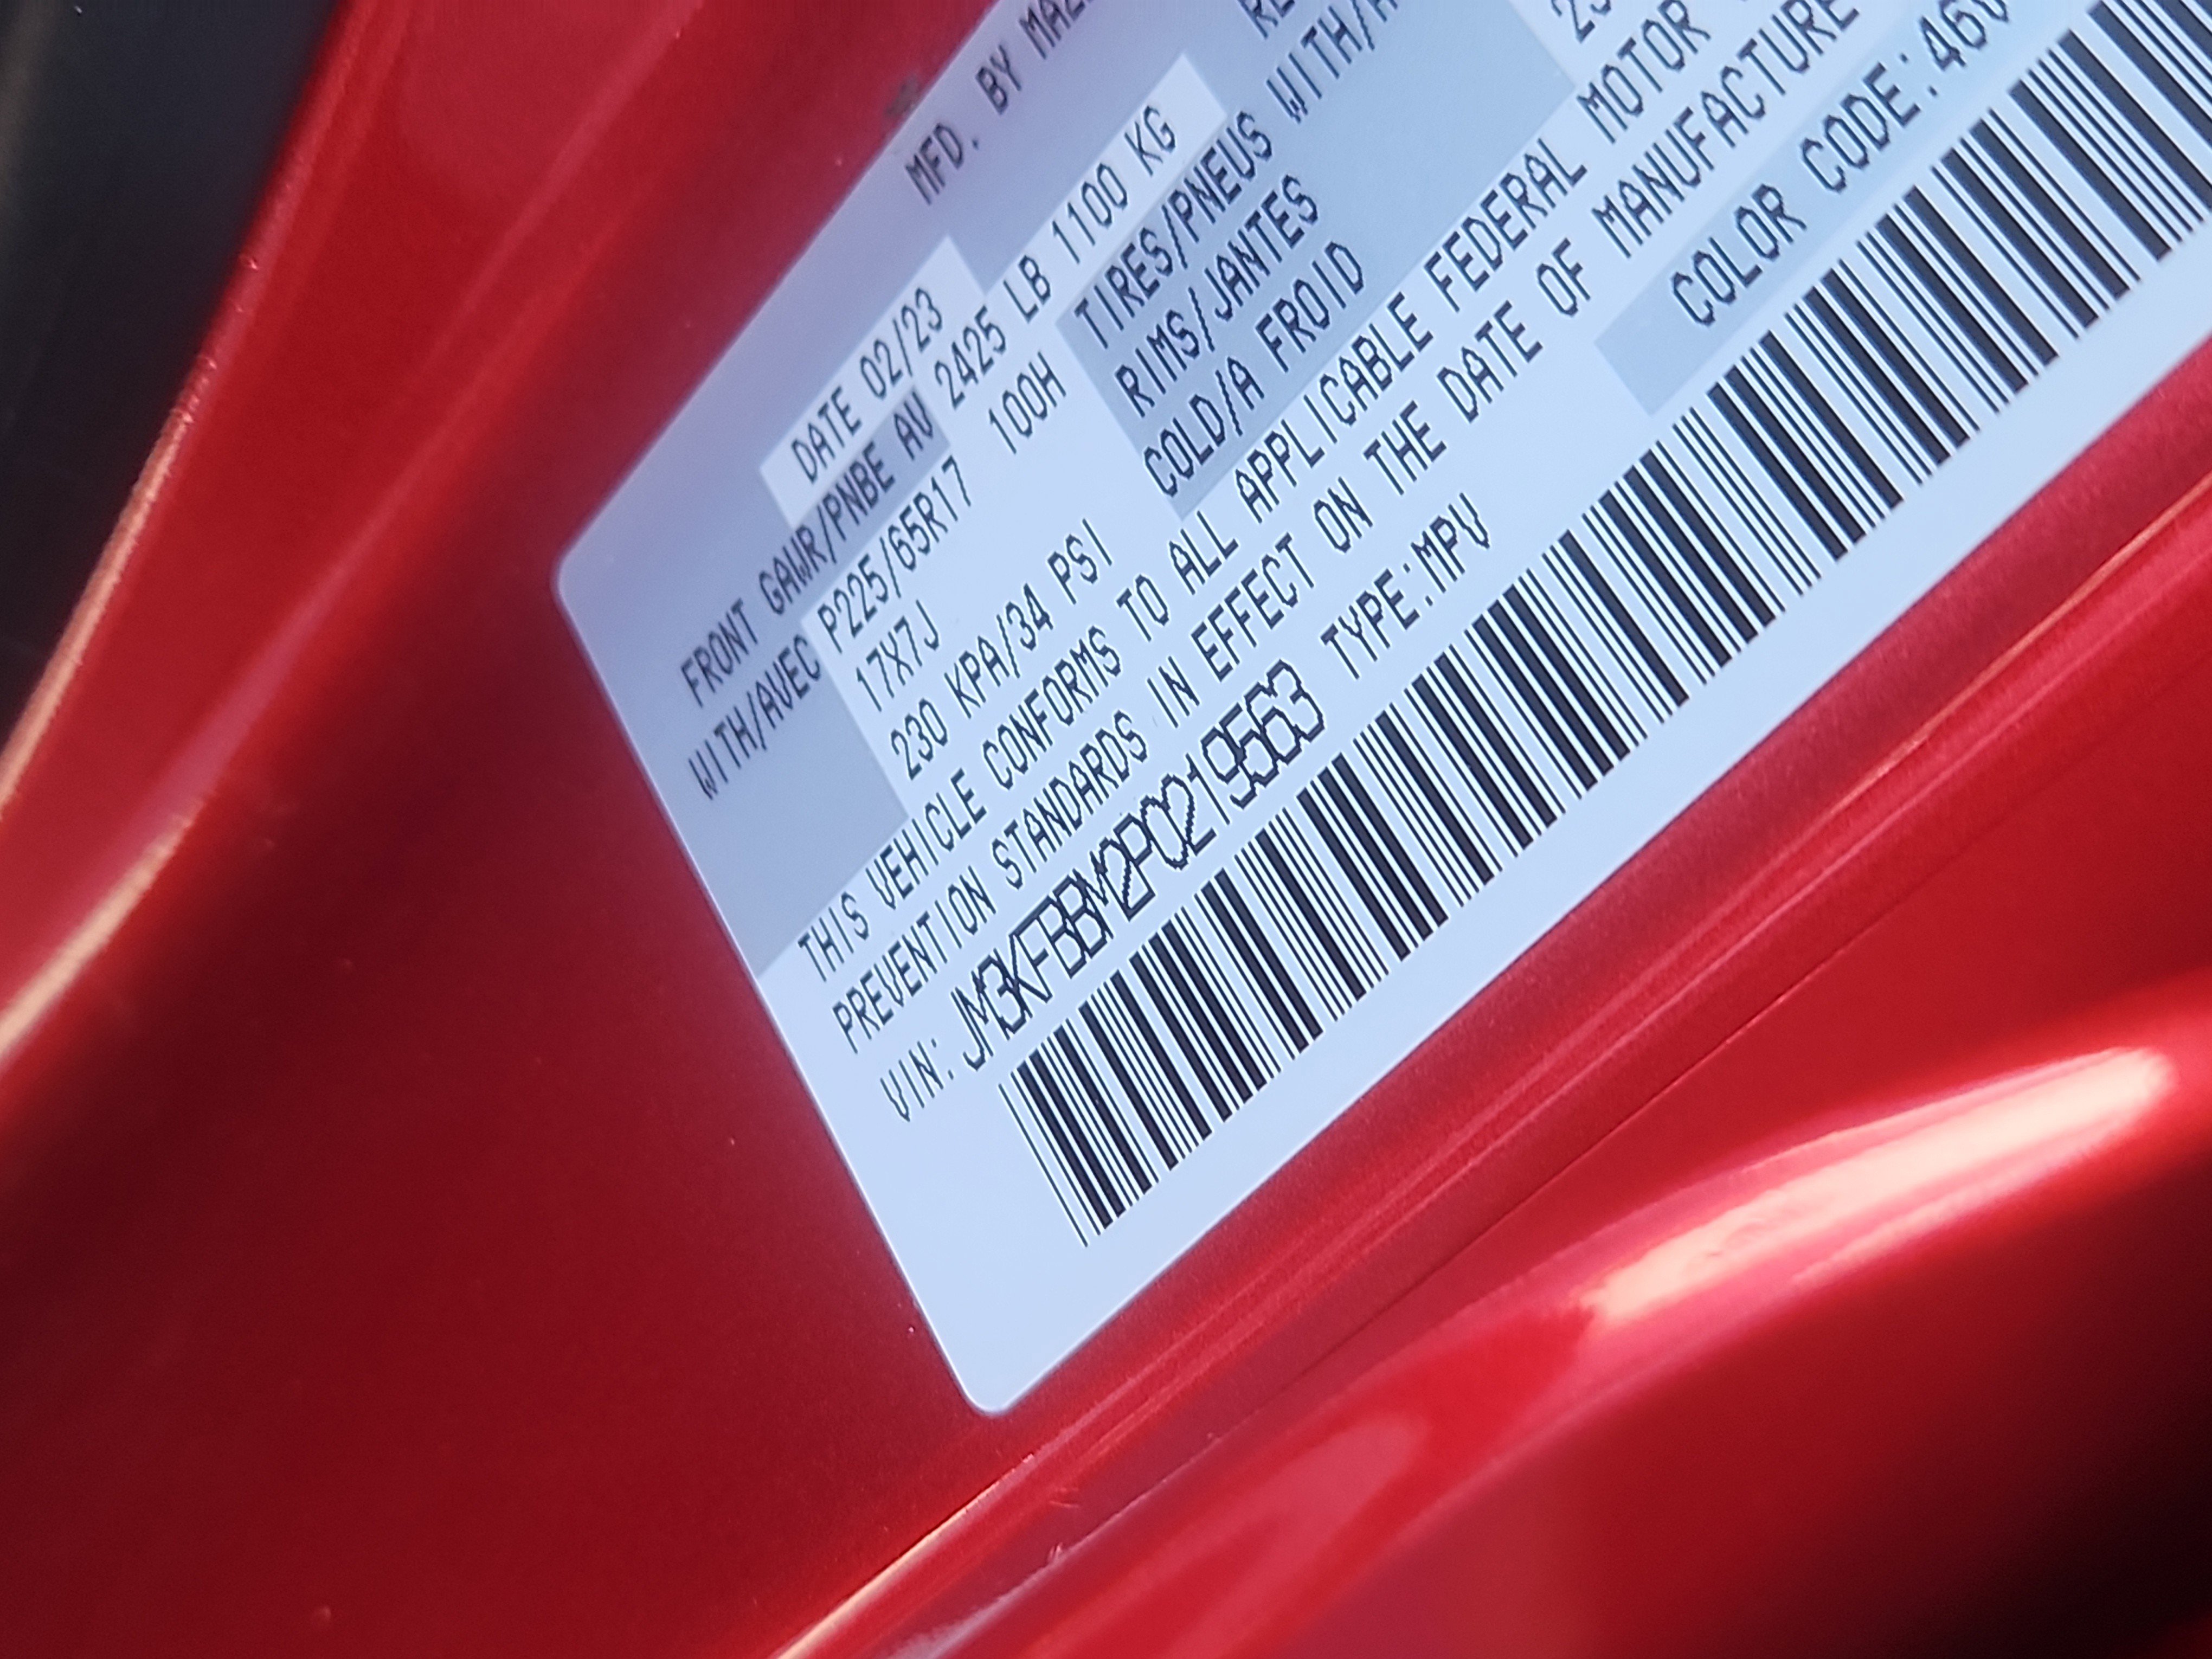 MFD. BY
DATE 02/23
FRONT GAWR/PNBE AV 2425 LB 1100 KG
WITH/AVEC P225/65R17 100H TIRES/PNEUS WITH/
17X7J RIMS/JANTES
230 KPA/34 PSI COLD/A FROID
THIS VEHICLE CONFORMS TO ALL APPLICABLE FEDERAL MOTOR
PREVENTION STANDARDS IN EFFECT ON THE DATE OF MANUFACTURE
VIN: JM3KFBBM2P0219563 TYPE:MPV COLOR CODE:46V